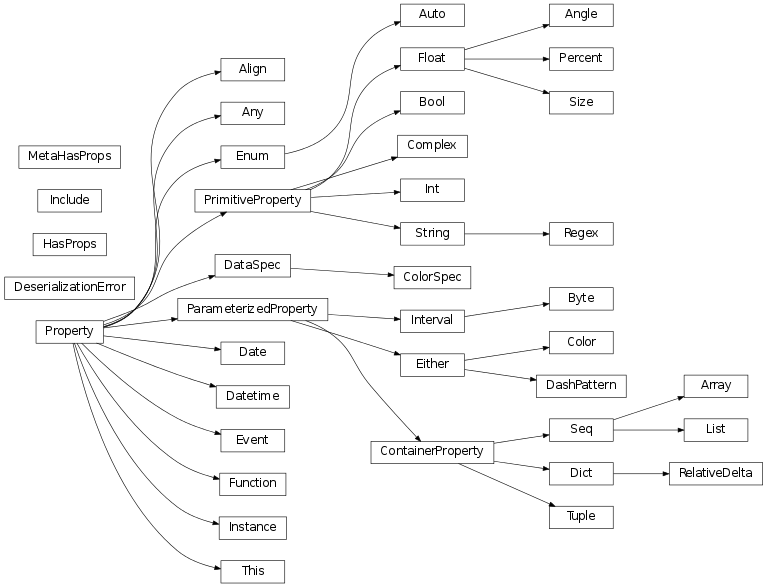 MetaHasProps
Include
HasProps
DeserializationError
Property
Align
Any
Enum
PrimitiveProperty
DataSpec
ParameterizedProperty
Date
Datetime
Event
Function
Instance
This
Auto
Float
Bool
Complex
Int
String
ColorSpec
Interval
Either
ContainerProperty
Angle
Percent
Size
Regex
Byte
Color
DashPattern
Seq
Dict
Tuple
Array
List
RelativeDelta